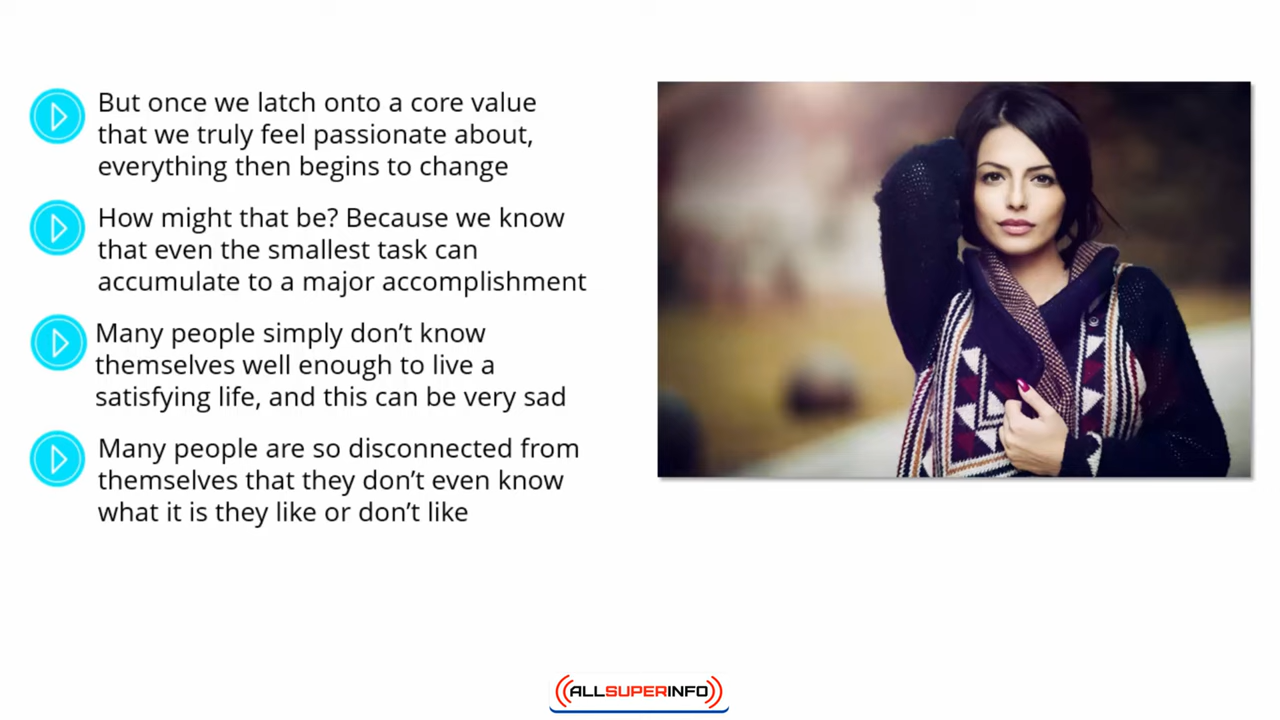 But once we latch onto a core value
that we truly feel passionate about,
everything then begins to change
How might that be? Because we know
that even the smallest task can
accumulate to a major accomplishment
Many people simply don’t know
themselves well enough to live a
satisfying life, and this can be very sad
Many people are so disconnected from
themselves that they don’t even know
what it is they like or don’t like
ALLSUPERINFO